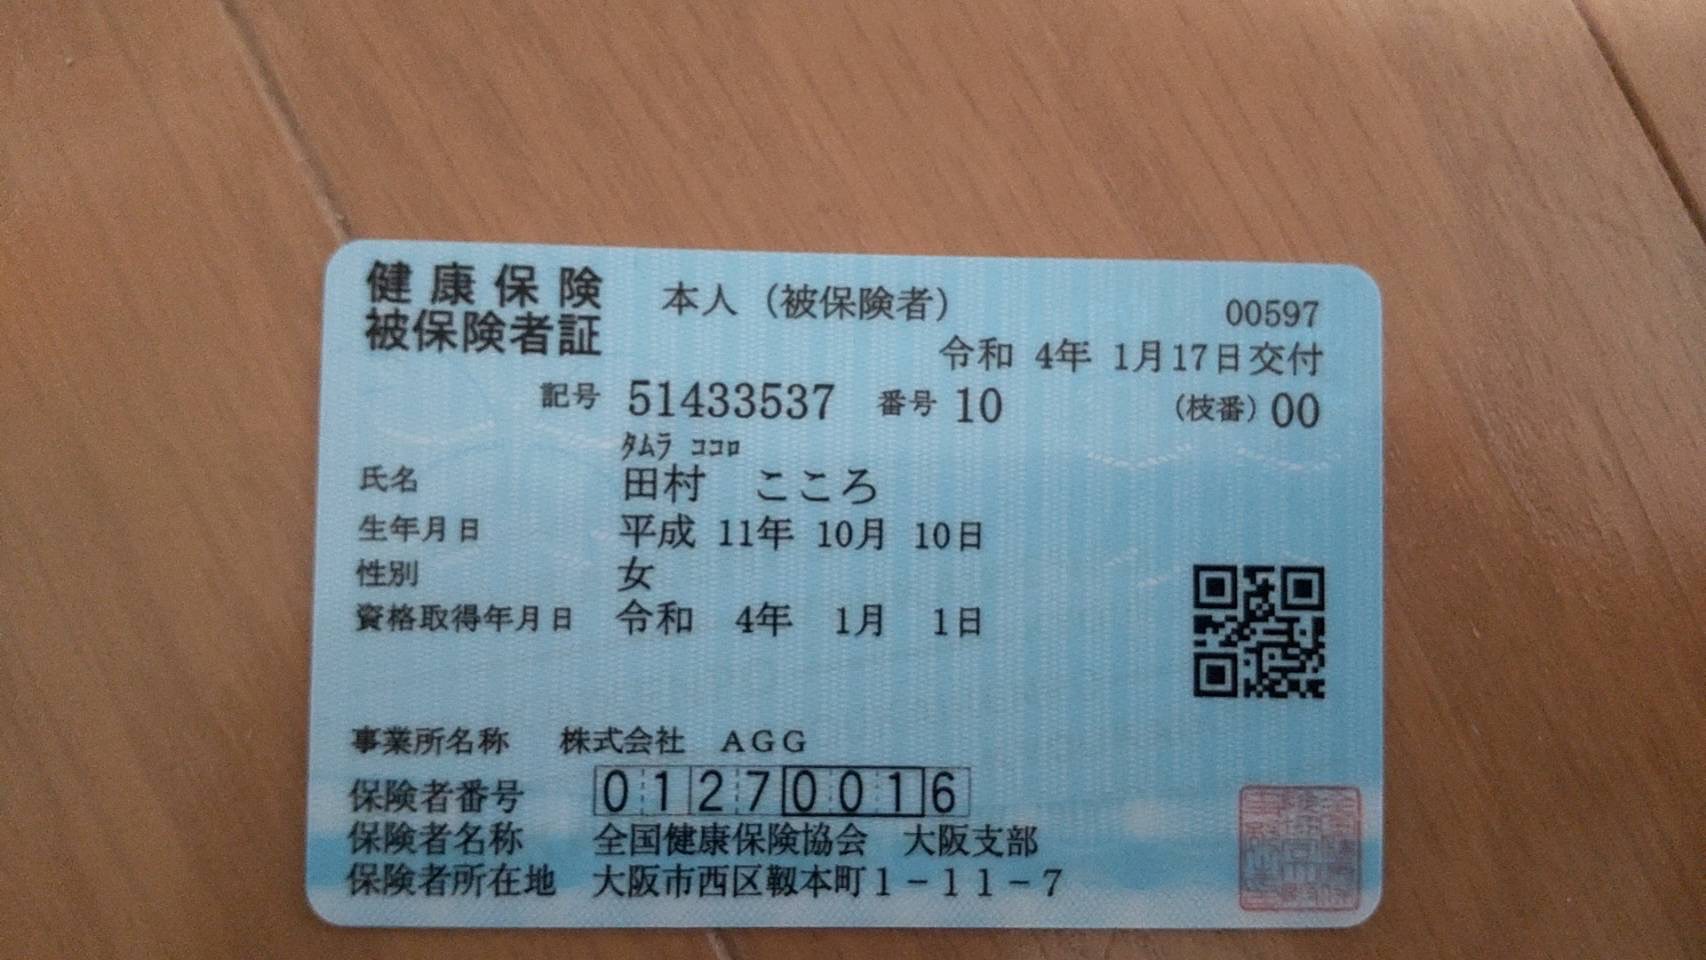 健康保険 本人（被保険者） 00597
被保険者証 令和 4年 1月17日交付
記号 51433537 番号 10 （枝番）00
ﾀﾑﾗ ｺｺﾛ
氏名 田村 こころ
生年月日 平成 11年 10月 10日
性別 女
資格取得年月日 令和 4年 1月 1日
事業所名称 株式会社 ＡＧＧ
保険者番号 01270016
保険者名称 全国健康保険協会 大阪支部
保険者所在地 大阪市西区靱本町１－１１－７